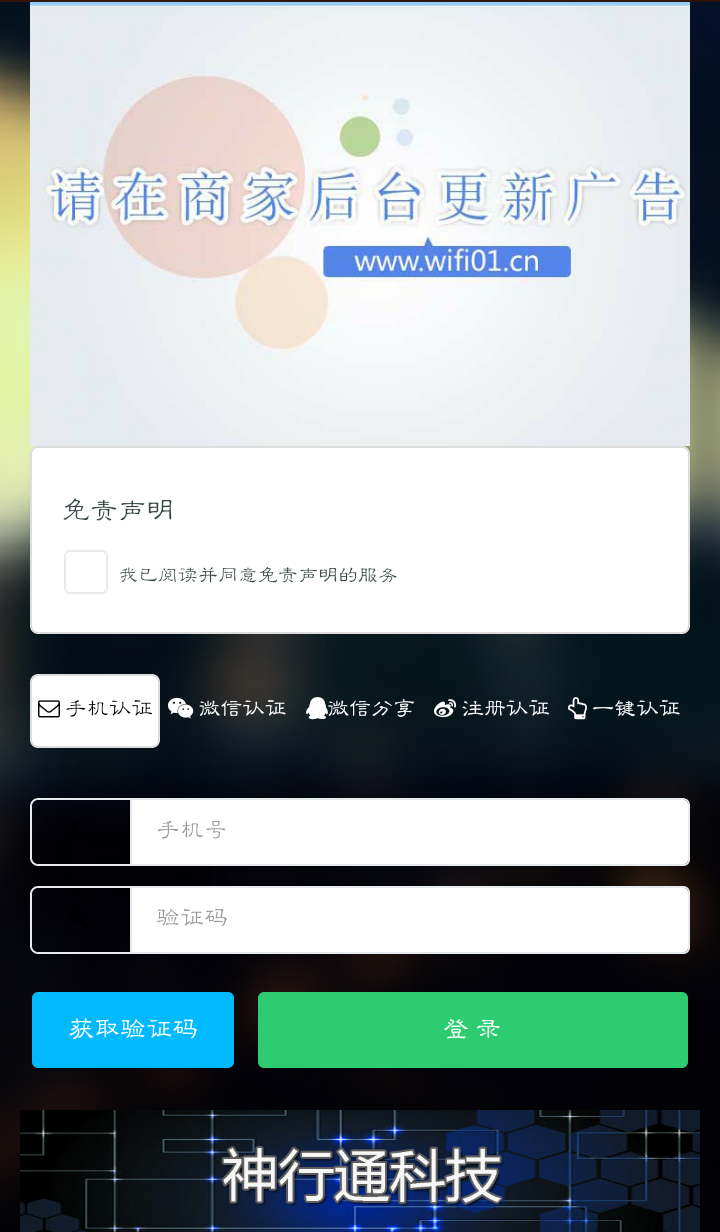 请在商家后台更新广告
www.wifi01.cn
免责声明
我已阅读并同意免责声明的服务
手机认证 微信认证 微信分享 注册认证 一键认证
手机号
验证码
获取验证码 登 录
神行通科技